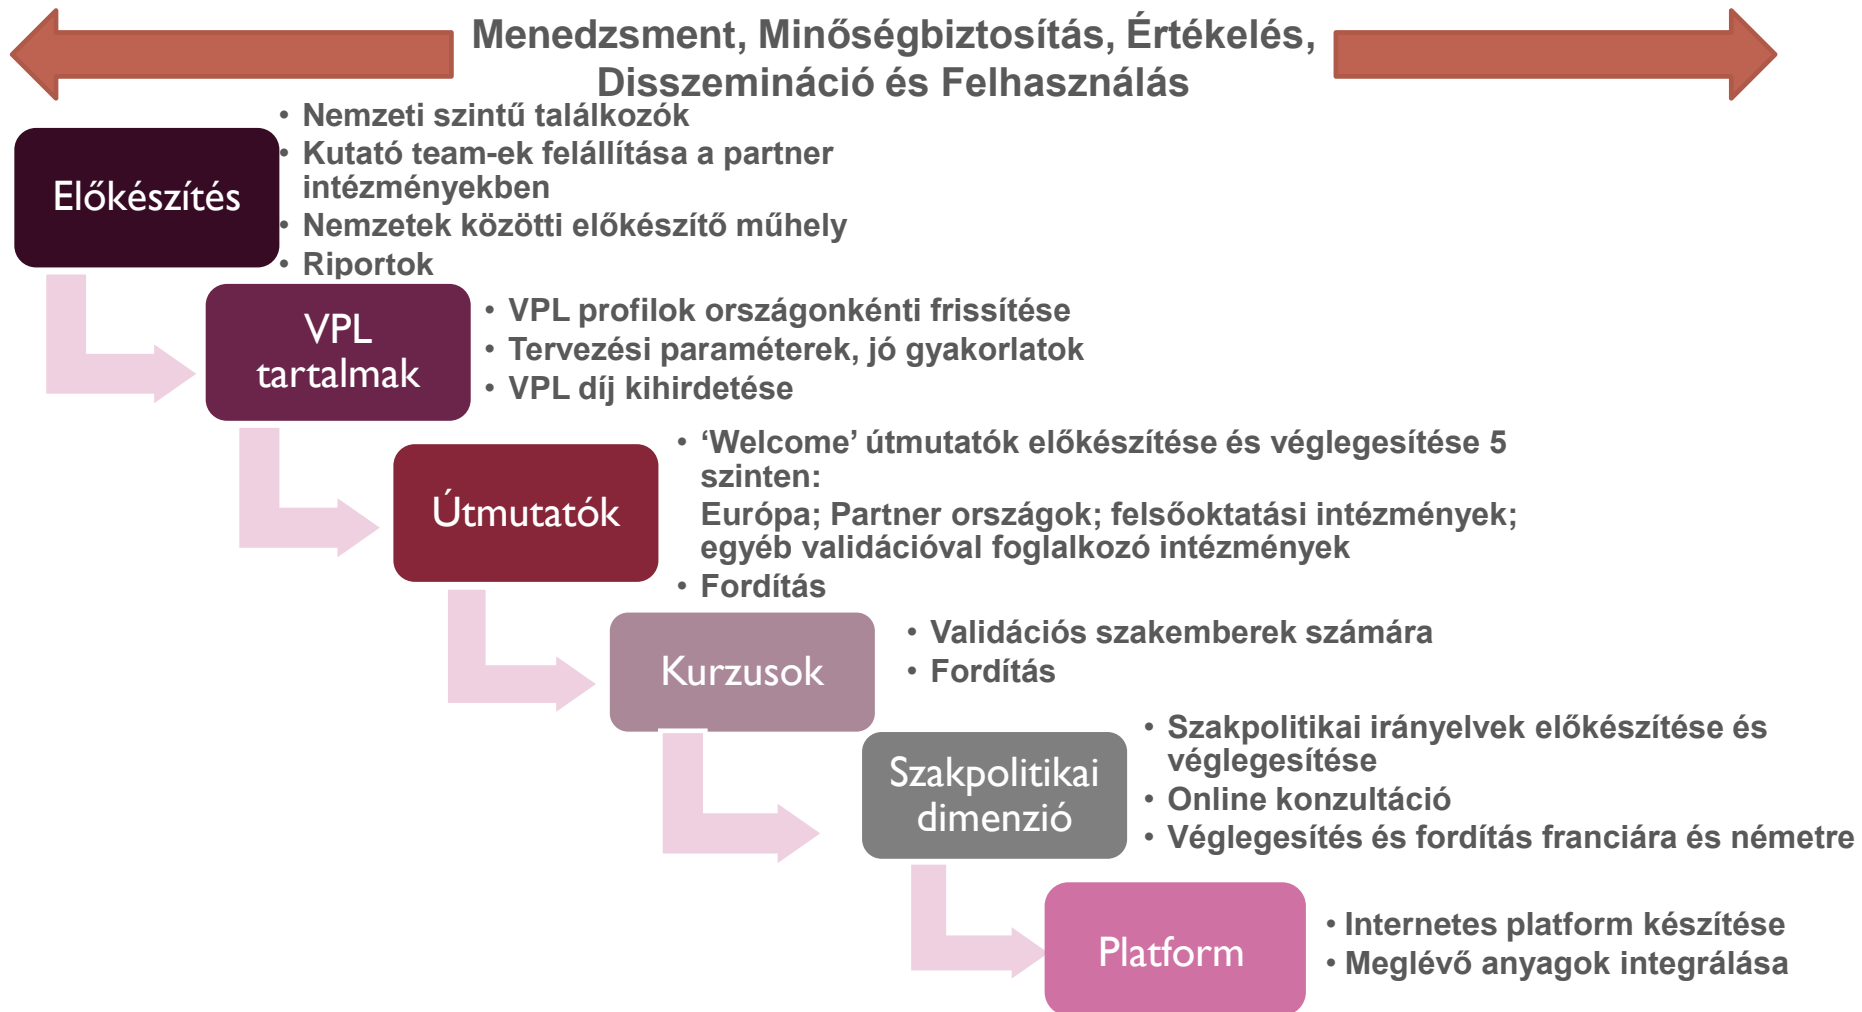 Menedzsment, Minőségbiztosítás, Értékelés,
Disszemináció és Felhasználás
Előkészítés
• Nemzeti szintű találkozók
• Kutató team-ek felállítása a partner
intézményekben
• Nemzetek közötti előkészítő műhely
• Riportok
VPL
tartalmak
• VPL profilok országonkénti frissítése
• Tervezési paraméterek, jó gyakorlatok
• VPL díj kihirdetése
Útmutatók
• ‘Welcome’ útmutatók előkészítése és véglegesítése 5
szinten:
Európa; Partner országok; felsőoktatási intézmények;
egyéb validációval foglalkozó intézmények
• Fordítás
Kurzusok
• Validációs szakemberek számára
• Fordítás
Szakpolitikai
dimenzió
• Szakpolitikai irányelvek előkészítése és
véglegesítése
• Online konzultáció
• Véglegesítés és fordítás franciára és németre
Platform
• Internetes platform készítése
• Meglévő anyagok integrálása